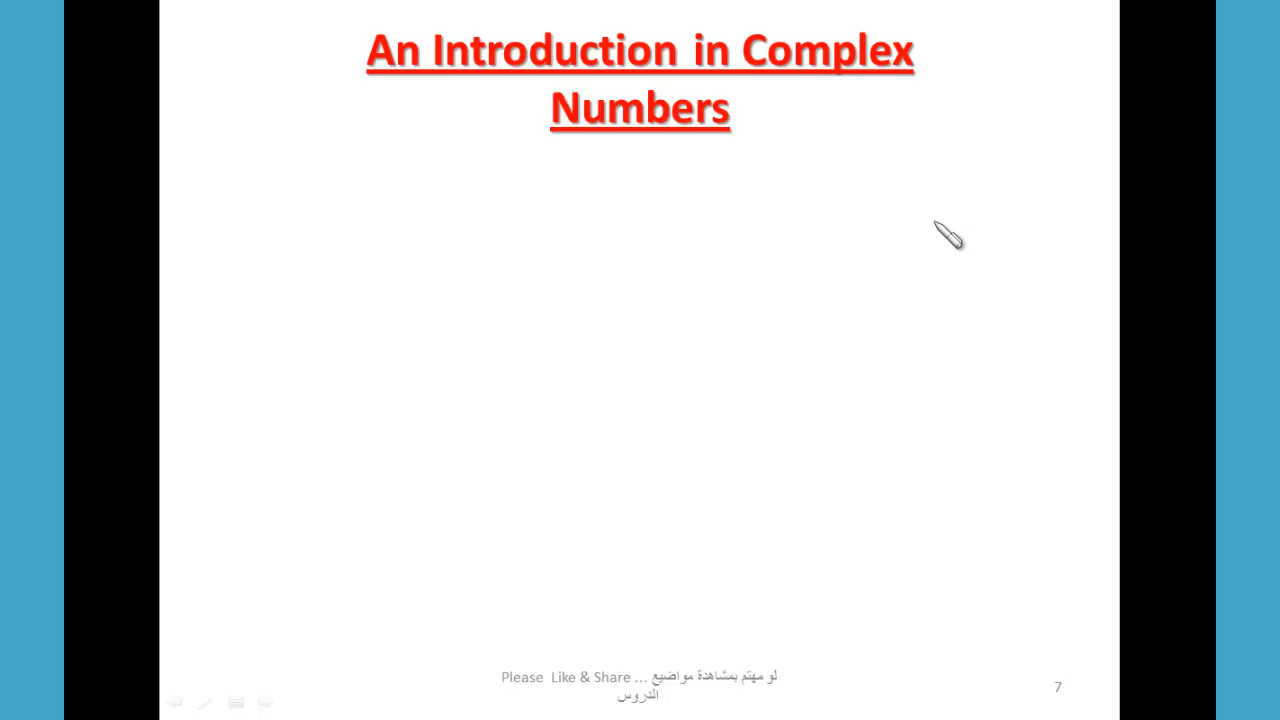 An Introduction in Complex
Numbers
Please Like & Share ... لو مهتم بمشاهدة مواضيع
الدروس
7